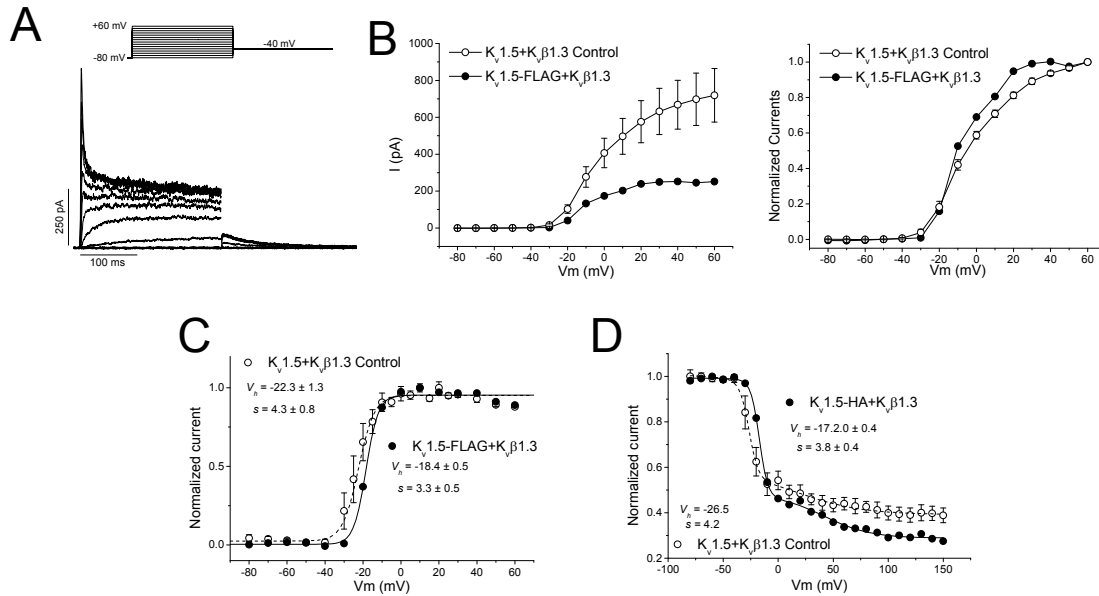 A
+60 mV
-40 mV
-80 mV
250 pA
100 ms
B
Kv1.5+Kvβ1.3 Control
Kv1.5-FLAG+Kvβ1.3
I (pA)
1000
800
600
400
200
0
-80 -60 -40 -20 0 20 40 60
Vm (mV)
Kv1.5+Kvβ1.3 Control
Kv1.5-FLAG+Kvβ1.3
Normalized Currents
1.0
0.8
0.6
0.4
0.2
0.0
-80 -60 -40 -20 0 20 40 60
Vm (mV)
C
Kv1.5+Kvβ1.3 Control
Vh = -22.3 ± 1.3
s = 4.3 ± 0.8
Kv1.5-FLAG+Kvβ1.3
Vh = -18.4 ± 0.5
s = 3.3 ± 0.5
Normalized current
1.0
0.5
0.0
-80 -60 -40 -20 0 20 40 60
Vm (mV)
D
Kv1.5-HA+Kvβ1.3
Vh = -17.2.0 ± 0.4
s = 3.8 ± 0.4
Vh = -26.5
s = 4.2
Kv1.5+Kvβ1.3 Control
Normalized current
1.0
0.8
0.6
0.4
0.2
-100 -50 0 50 100 150
Vm (mV)